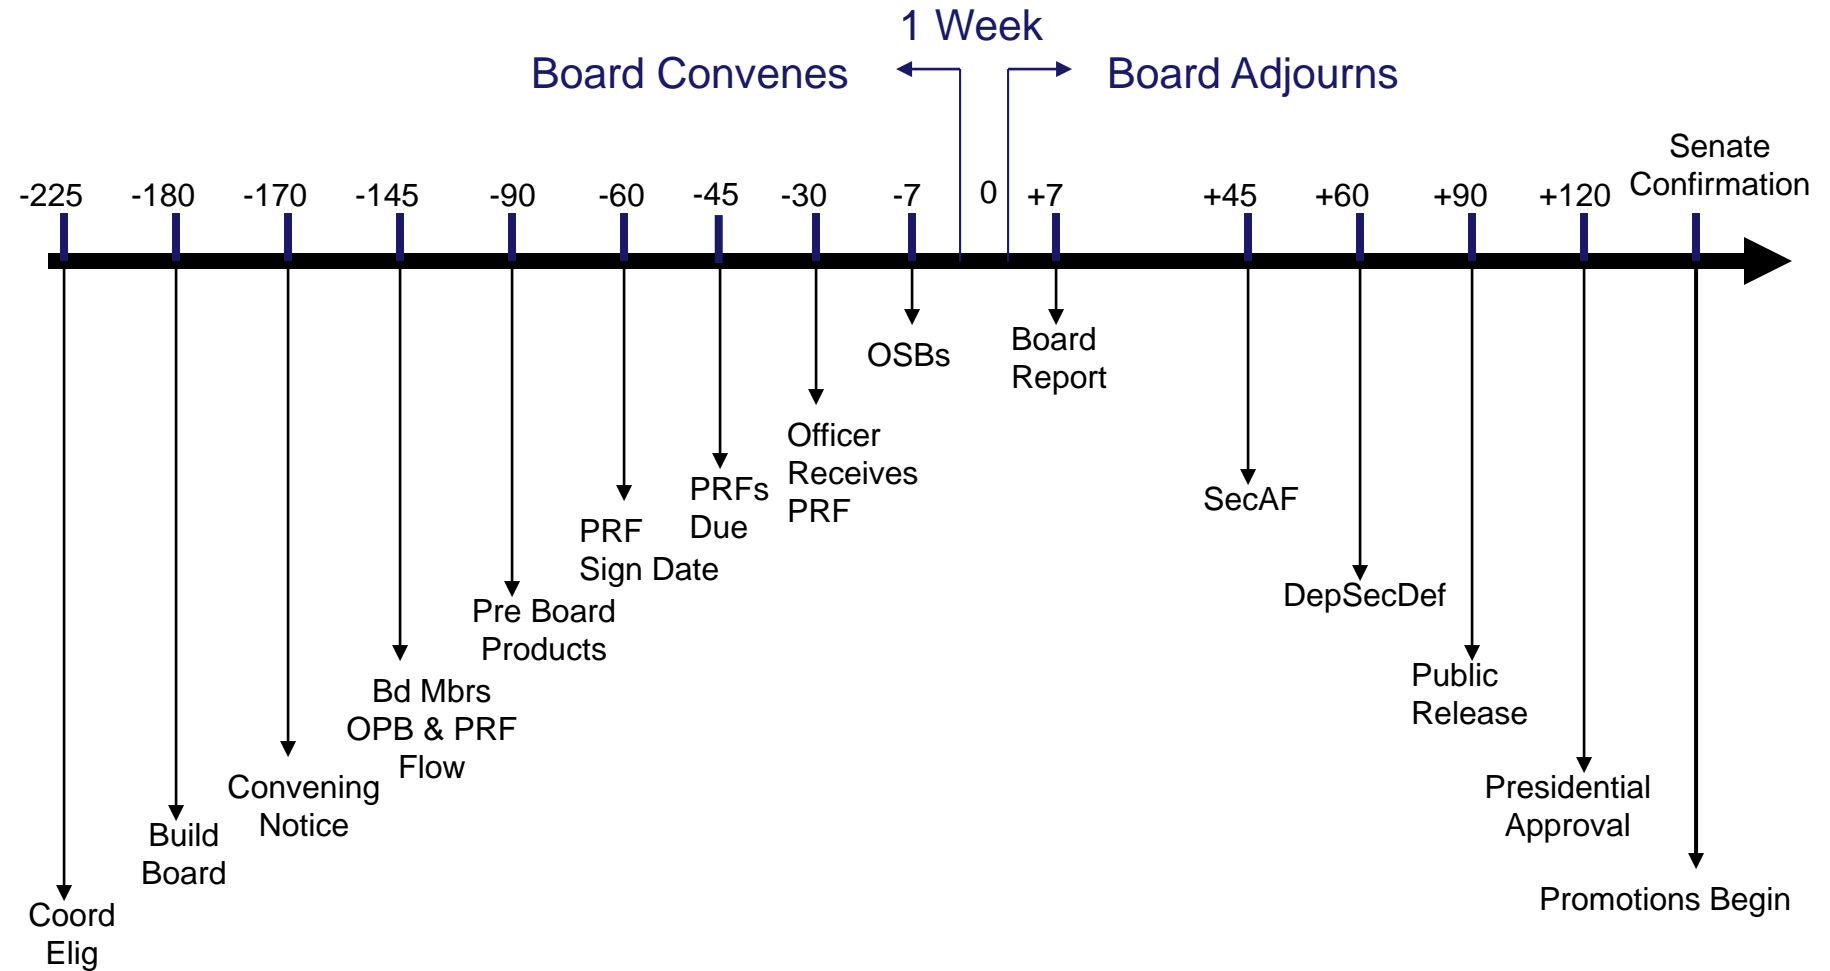 1 Week
Board Convenes
Board Adjourns
Senate
Confirmation
-225
-180
-170
-145
-90
-60
-45
-30
-7
0
+7
+45
+60
+90
+120
OSBs
Board
Report
Officer
Receives
PRF
PRFs
Due
PRF
Sign Date
SecAF
DepSecDef
Pre Board
Products
Bd Mbrs
OPB & PRF
Flow
Public
Release
Convening
Notice
Presidential
Approval
Build
Board
Promotions Begin
Coord
Elig